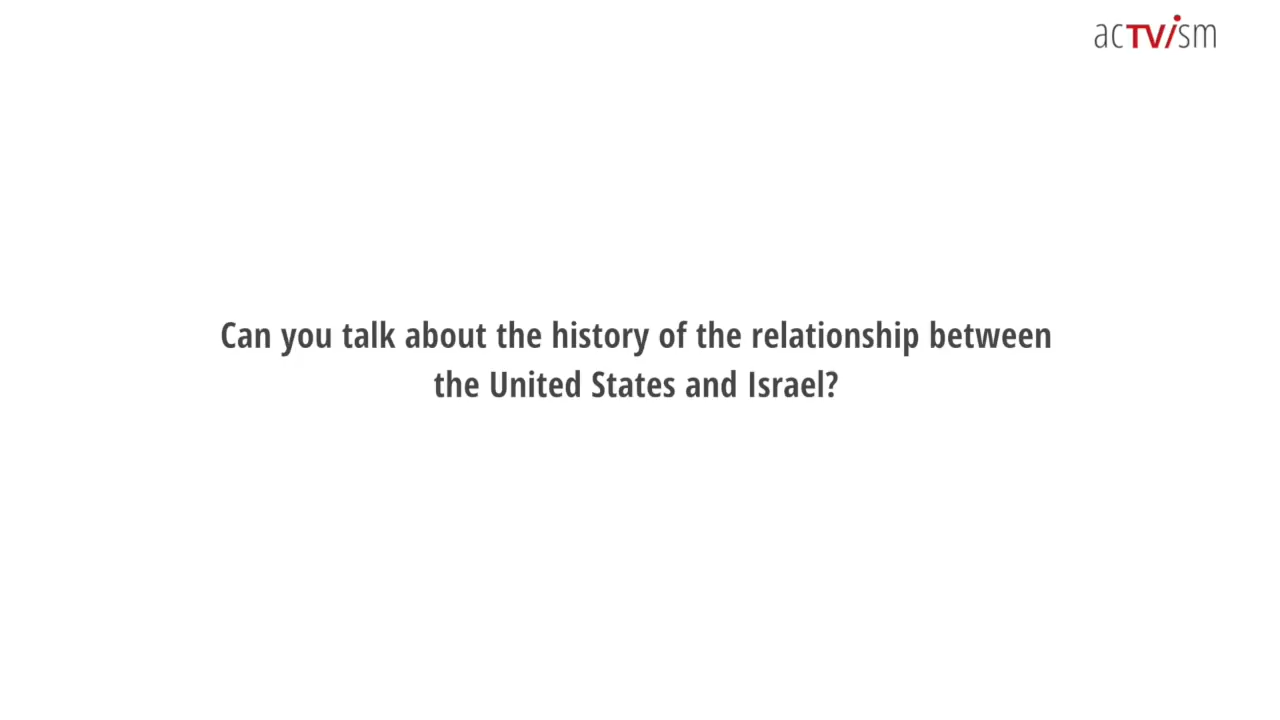 acTVism
Can you talk about the history of the relationship between
the United States and Israel?